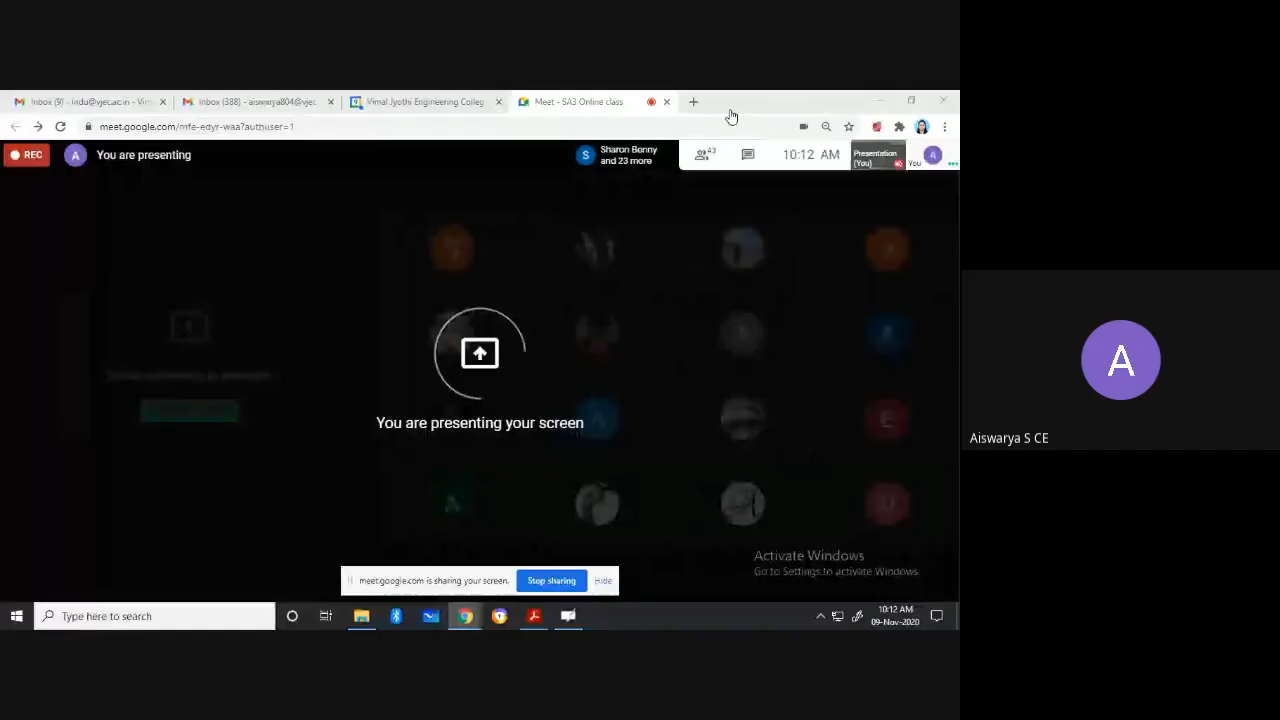 Inbox (9) - indu@vjec.ac.in - Vim
Inbox (388) - aiswarya804@vjec.
Vimal Jyothi Engineering Colleg
Meet - SA3 Online class
meet.google.com/mfe-edyr-waa?authuser=1
REC
A
You are presenting
S
Sharon Benny
and 23 more
43
10:12 AM
Presentation
(You)
You
A
You are presenting your screen
A
E
A
A
Aiswarya S CE
Activate Windows
Go to Settings to activate Windows.
meet.google.com is sharing your screen.
Stop sharing
Hide
Type here to search
10:12 AM
09-Nov-2020